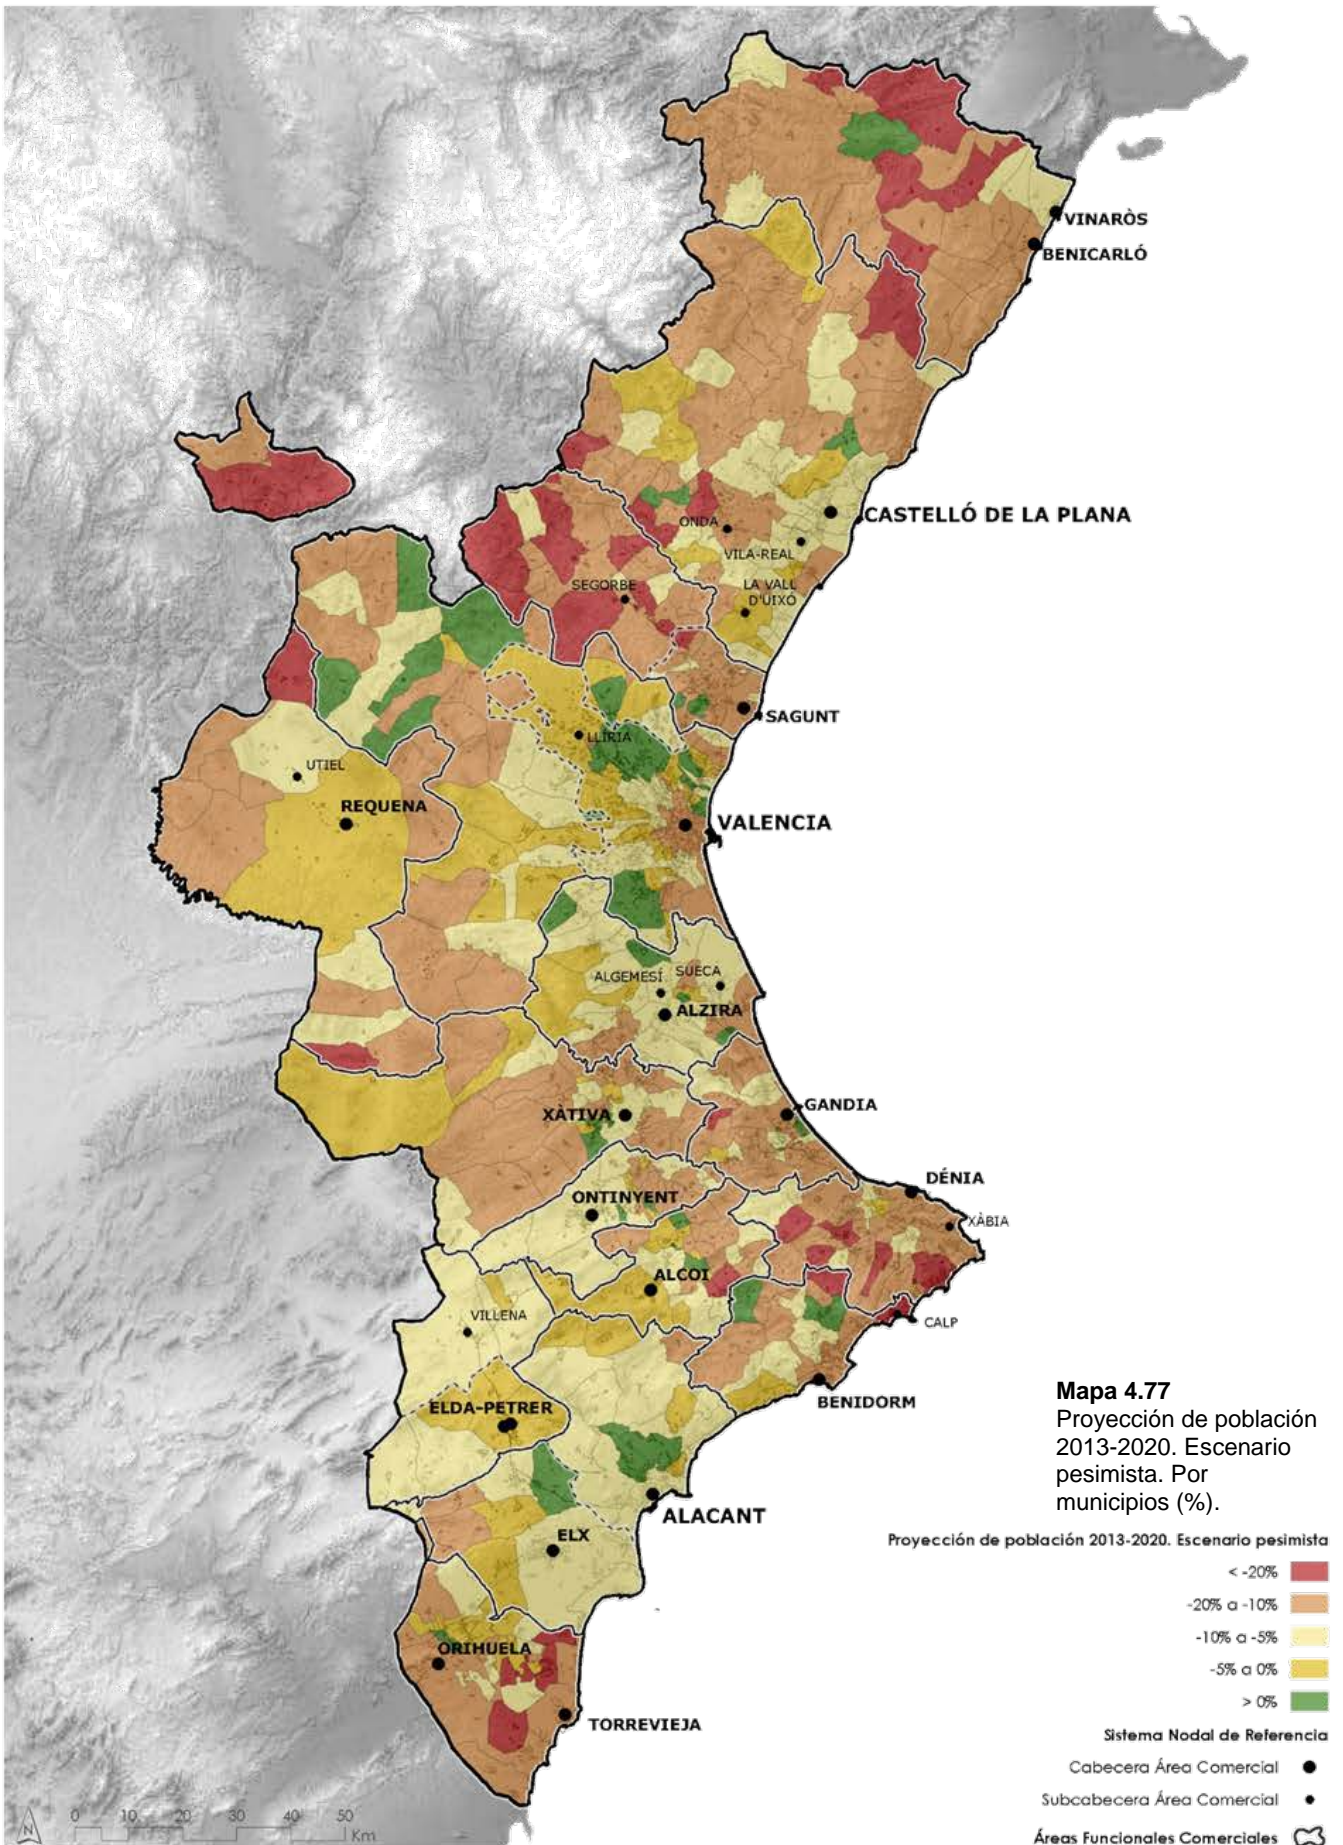 VINARÒS
BENICARLÓ
CASTELLÓ DE LA PLANA
ONDA
VILA-REAL
SEGORBE
LA VALL
D'UIXÓ
SAGUNT
LLÍRIA
UTIEL
REQUENA
VALENCIA
ALGEMESÍ
SUECA
ALZIRA
XÀTIVA
GANDIA
DÉNIA
ONTINYENT
XÀBIA
ALCOI
VILLENA
CALP
BENIDORM
ELDA-PETRER
ALACANT
ELX
ORIHUELA
TORREVIEJA
Mapa 4.77
Proyección de población
2013-2020. Escenario
pesimista. Por
municipios (%).
Proyección de población 2013-2020. Escenario pesimista
< -20%
-20% a -10%
-10% a -5%
-5% a 0%
> 0%
Sistema Nodal de Referencia
Cabecera Área Comercial
Subcabecera Área Comercial
Áreas Funcionales Comerciales
N
0 10 20 30 40 50
Km